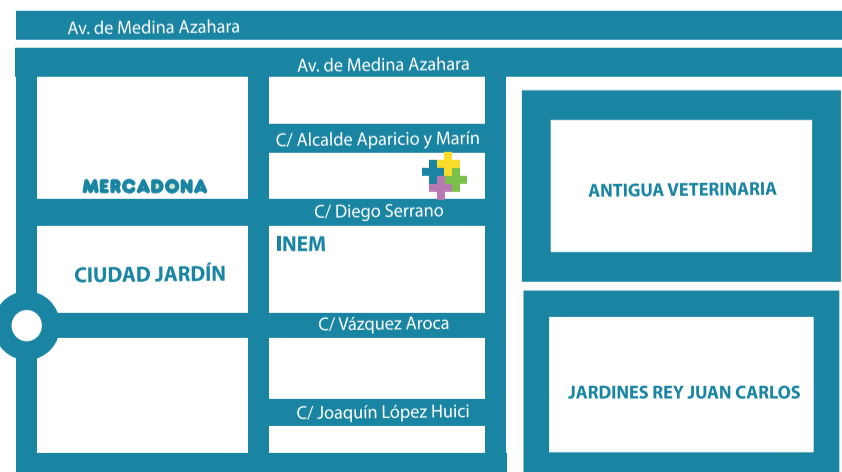 Av. de Medina Azahara
Av. de Medina Azahara
C/ Alcalde Aparicio y Marín
MERCADONA
ANTIGUA VETERINARIA
C/ Diego Serrano
INEM
CIUDAD JARDÍN
C/ Vázquez Aroca
JARDINES REY JUAN CARLOS
C/ Joaquín López Huici